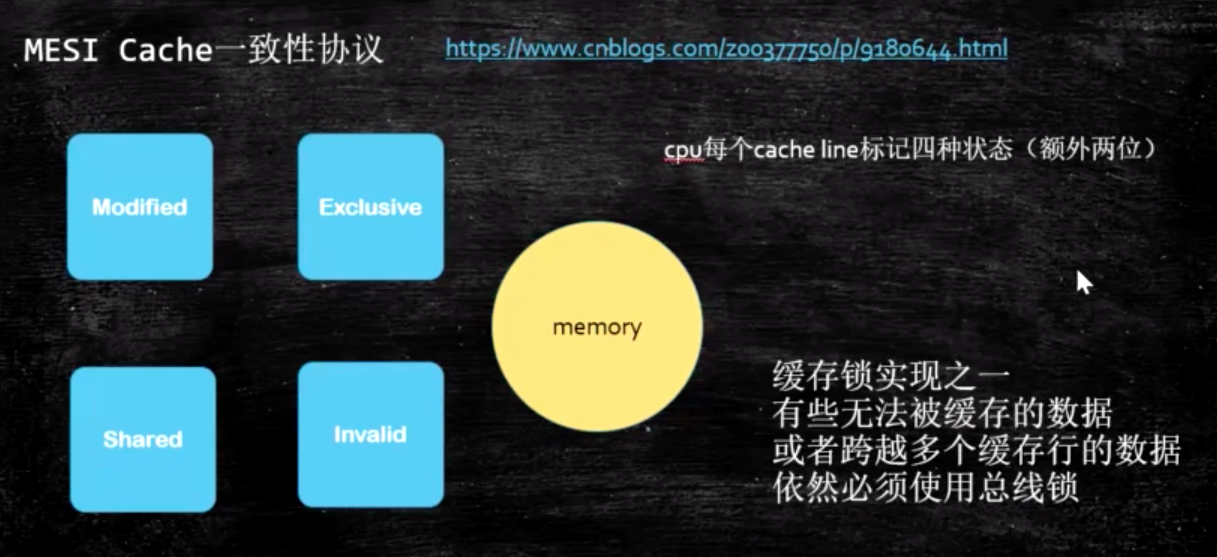 MESI Cache一致性协议
https://www.cnblogs.com/z00377750/p/9180644.html
cpu每个cache line标记四种状态（额外两位）
Modified
Exclusive
memory
Shared
Invalid
缓存锁实现之一
有些无法被缓存的数据
或者跨越多个缓存行的数据
依然必须使用总线锁